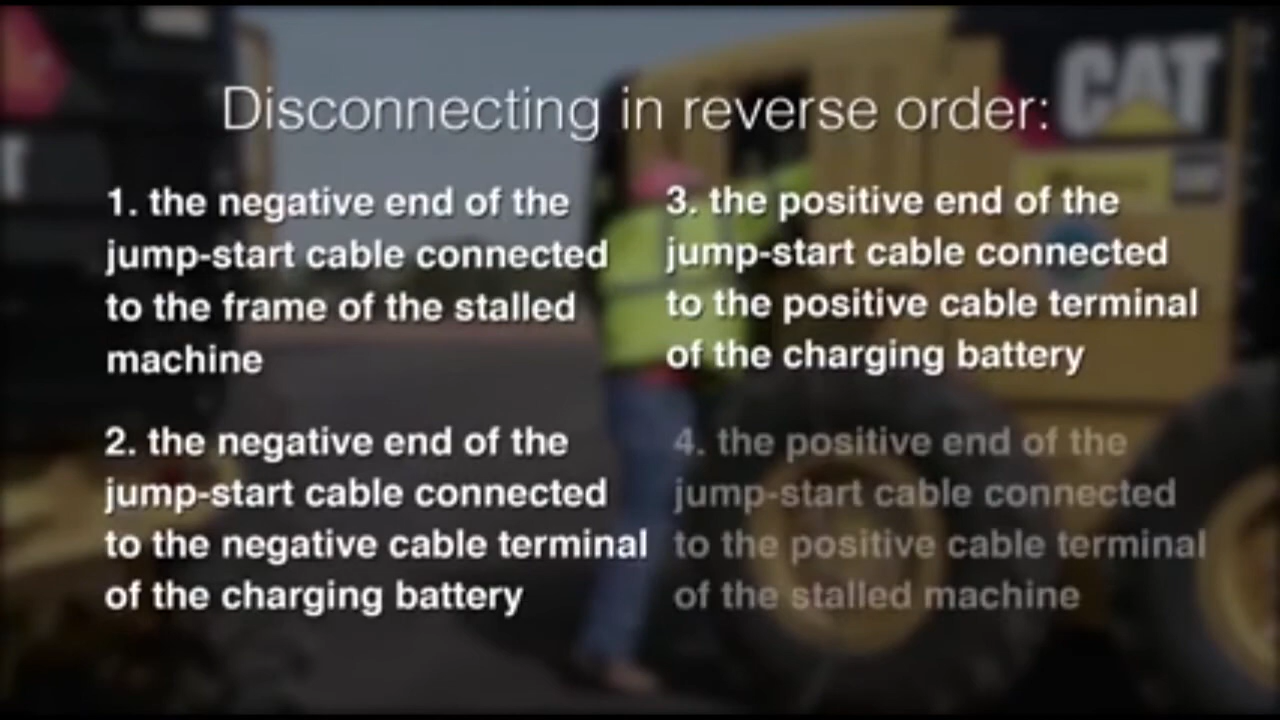 Disconnecting in reverse order:
1. the negative end of the
jump-start cable connected
to the frame of the stalled
machine
2. the negative end of the
jump-start cable connected
to the negative cable terminal
of the charging battery
3. the positive end of the
jump-start cable connected
to the positive cable terminal
of the charging battery
4. the positive end of the
jump-start cable connected
to the positive cable terminal
of the stalled machine
CAT
T